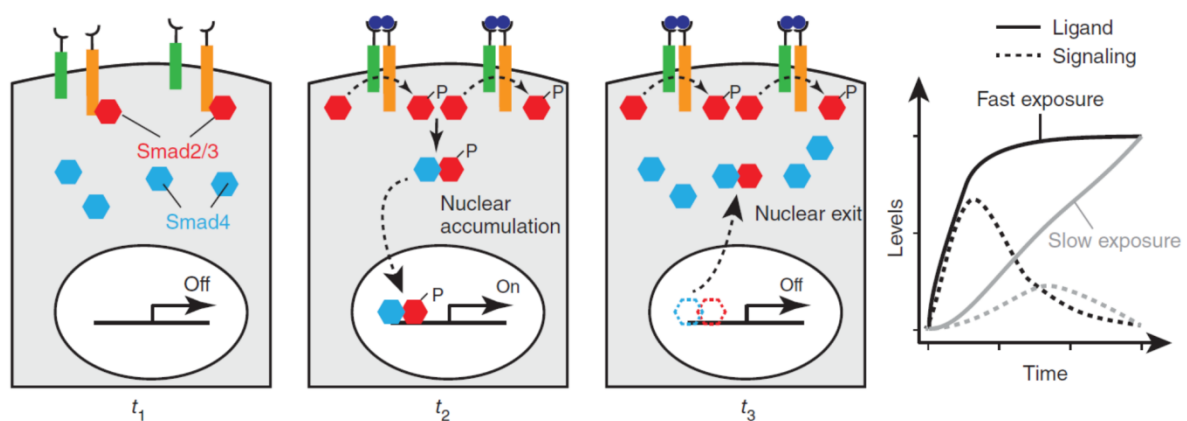 Smad2/3
Smad4
Off
t1
P
P
P
Nuclear
accumulation
P
On
t2
P
P
Nuclear exit
Off
t3
Ligand
Signaling
Fast exposure
Slow exposure
Levels
Time